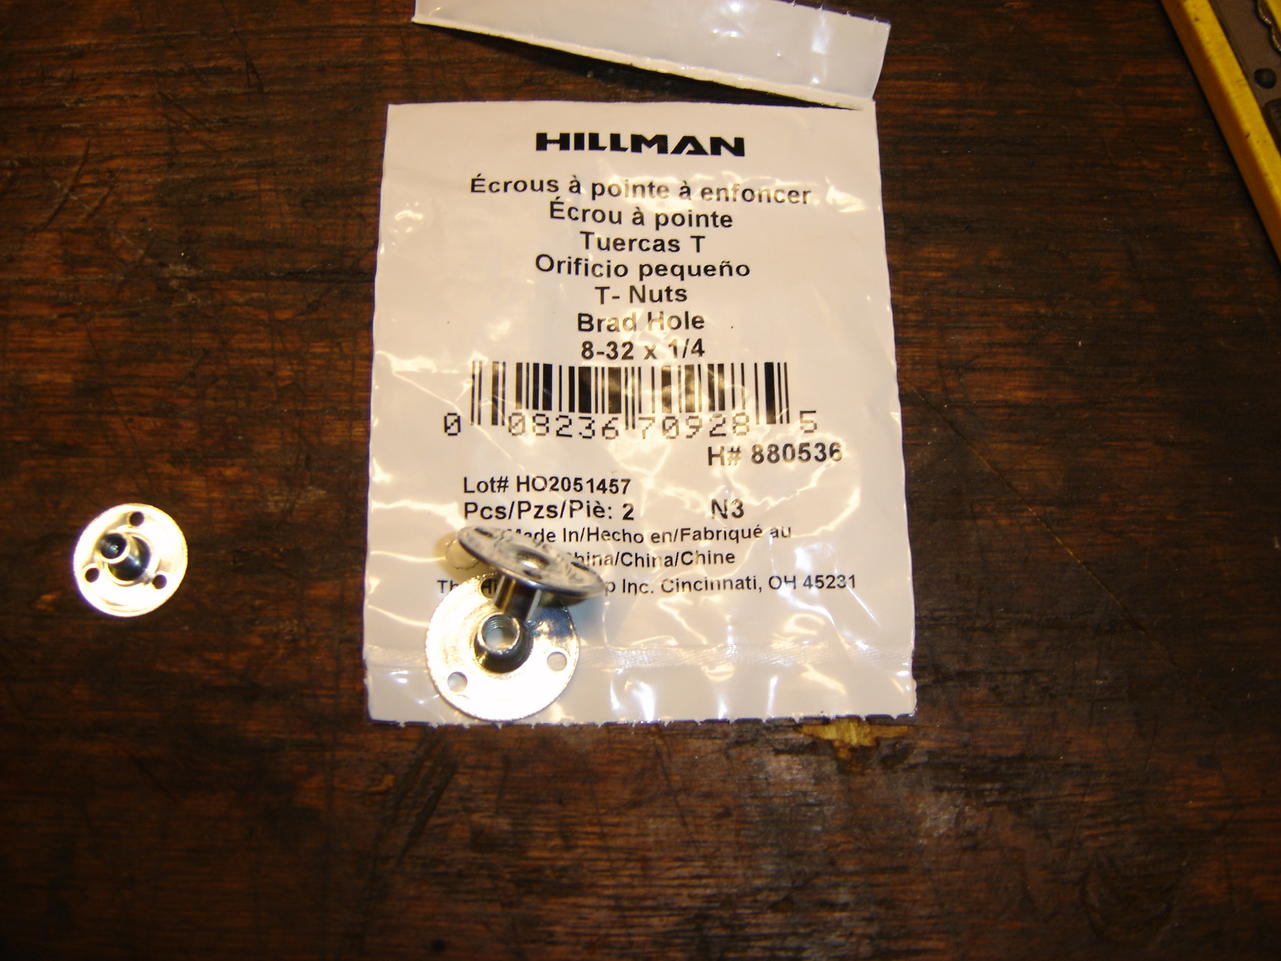 HILLMAN
Écrous à pointe à enfoncer
Écrou à pointe
Tuercas T
Orificio pequeño
T- Nuts
Brad Hole
8-32 x 1/4
0 08236 70928 5
H# 880536
Lot# HO2051457
Pcs/Pzs/Piè: 2 N3
Made In/Hecho en/Fabriqué au
China/China/Chine
Inc. Cincinnati, OH 45231